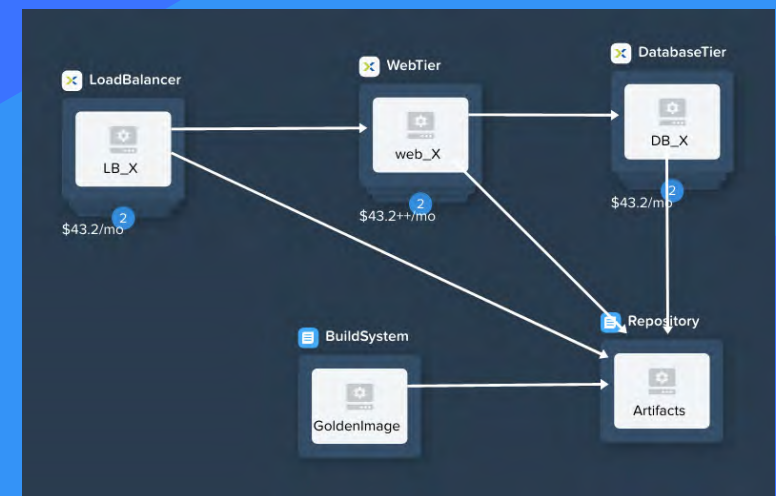 LoadBalancer
LB_X
2
$43.2/mo
WebTier
web_X
2
$43.2++/mo
DatabaseTier
DB_X
2
$43.2/mo
BuildSystem
GoldenImage
Repository
Artifacts